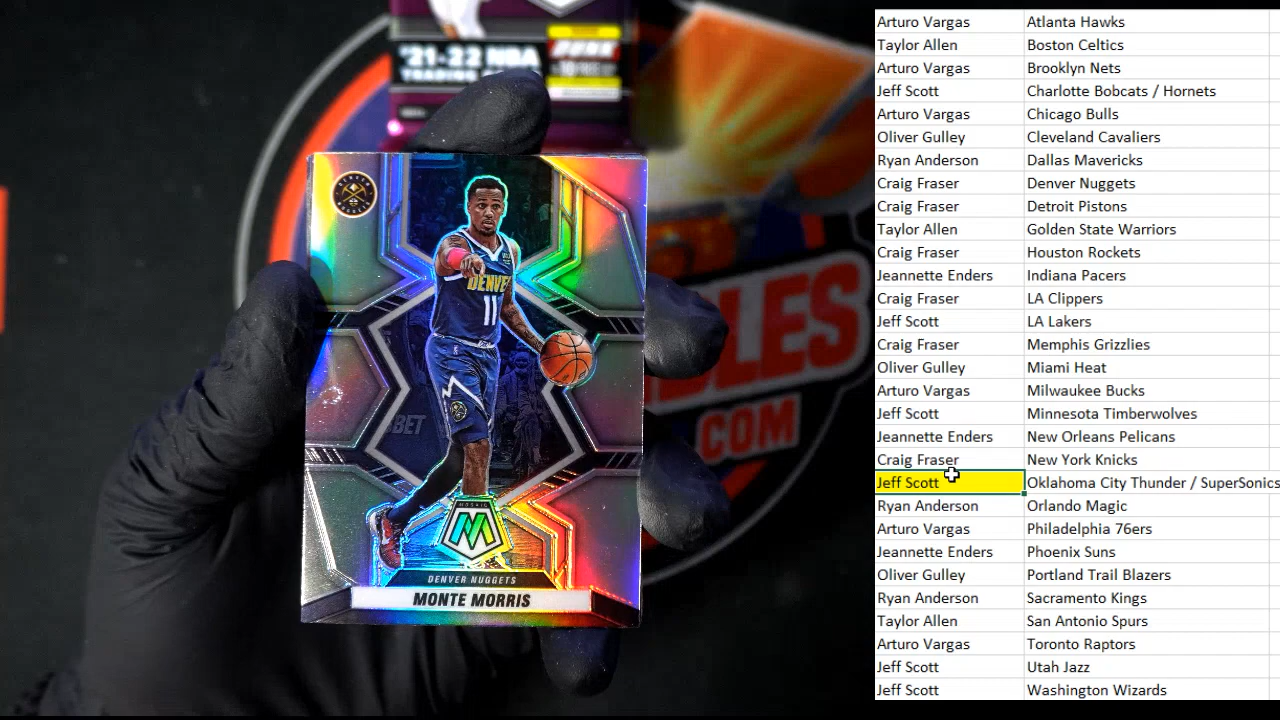 '21-22 NBA
TRADING
DENVER
11
BET
MOSAIC
DENVER NUGGETS
MONTE MORRIS
BLES
.COM
Arturo Vargas Atlanta Hawks
Taylor Allen Boston Celtics
Arturo Vargas Brooklyn Nets
Jeff Scott Charlotte Bobcats / Hornets
Arturo Vargas Chicago Bulls
Oliver Gulley Cleveland Cavaliers
Ryan Anderson Dallas Mavericks
Craig Fraser Denver Nuggets
Craig Fraser Detroit Pistons
Taylor Allen Golden State Warriors
Craig Fraser Houston Rockets
Jeannette Enders Indiana Pacers
Craig Fraser LA Clippers
Jeff Scott LA Lakers
Craig Fraser Memphis Grizzlies
Oliver Gulley Miami Heat
Arturo Vargas Milwaukee Bucks
Jeff Scott Minnesota Timberwolves
Jeannette Enders New Orleans Pelicans
Craig Fraser New York Knicks
Jeff Scott Oklahoma City Thunder / SuperSonics
Ryan Anderson Orlando Magic
Arturo Vargas Philadelphia 76ers
Jeannette Enders Phoenix Suns
Oliver Gulley Portland Trail Blazers
Ryan Anderson Sacramento Kings
Taylor Allen San Antonio Spurs
Arturo Vargas Toronto Raptors
Jeff Scott Utah Jazz
Jeff Scott Washington Wizards